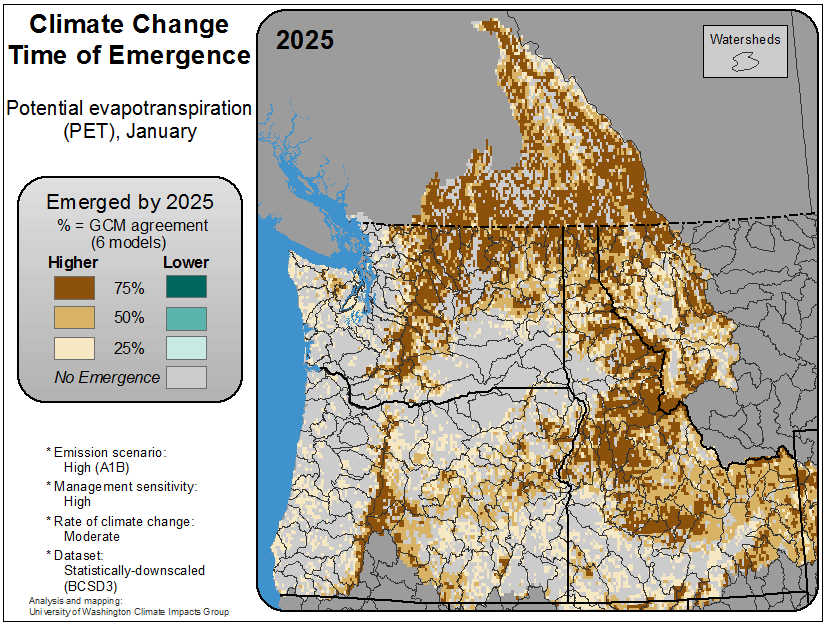 Climate Change
Time of Emergence
Potential evapotranspiration
(PET), January
Emerged by 2025
% = GCM agreement
(6 models)
Higher Lower
75%
50%
25%
No Emergence
* Emission scenario:
High (A1B)
* Management sensitivity:
High
* Rate of climate change:
Moderate
* Dataset:
Statistically-downscaled
(BCSD3)
Analysis and mapping:
University of Washington Climate Impacts Group
2025
Watersheds